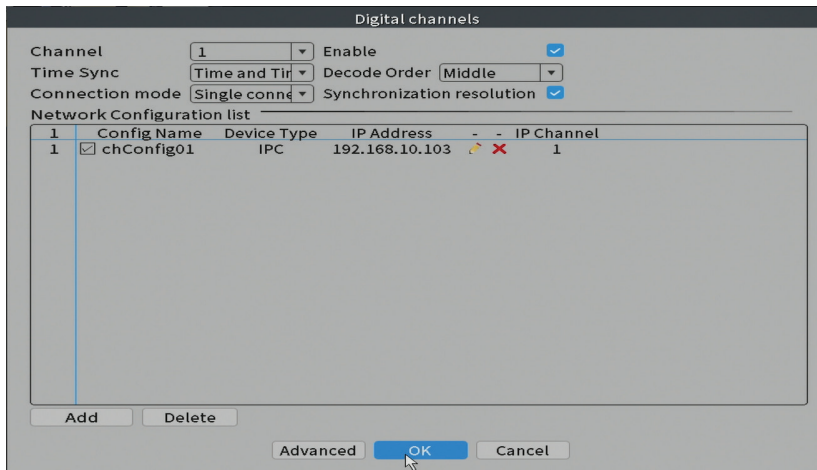 Digital channels
Channel 1 Enable
Time Sync Time and Tir Decode Order Middle
Connection mode Single conne Synchronization resolution
Network Configuration list
1 Config Name Device Type IP Address - - IP Channel
1 chConfig01 IPC 192.168.10.103 1
Add Delete
Advanced OK Cancel